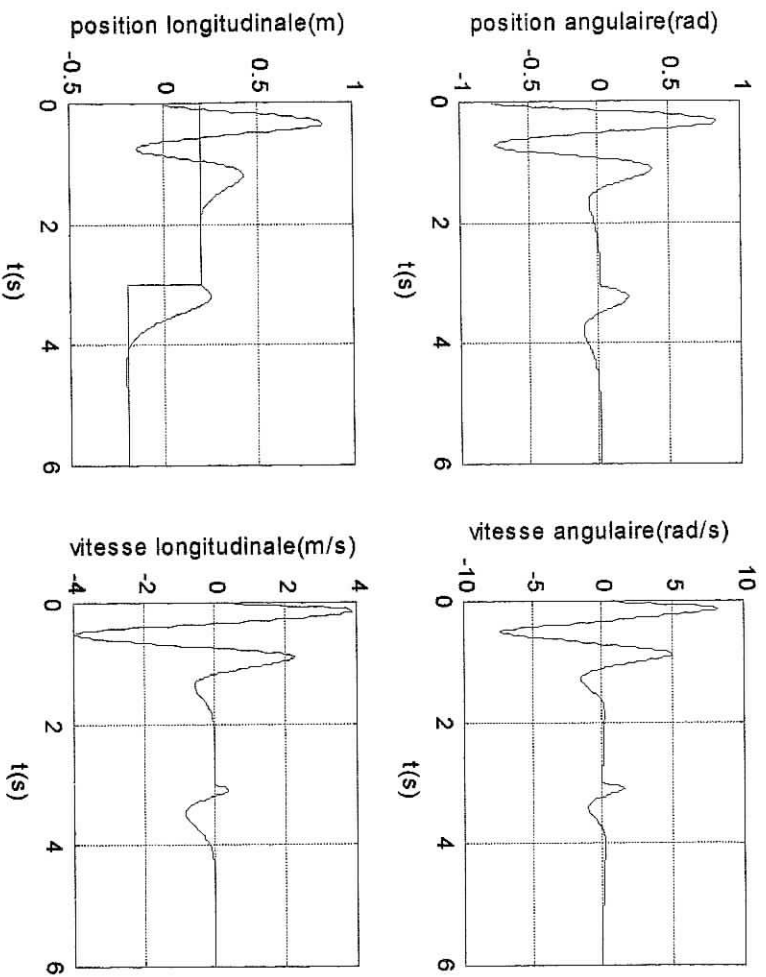 position angulaire(rad)
1
0.5
0
-0.5
-1
0 2 4 6
t(s)
vitesse angulaire(rad/s)
10
5
0
-5
-10
0 2 4 6
t(s)
position longitudinale(m)
1
0.5
0
-0.5
0 2 4 6
t(s)
vitesse longitudinale(m/s)
4
2
0
-2
-4
0 2 4 6
t(s)